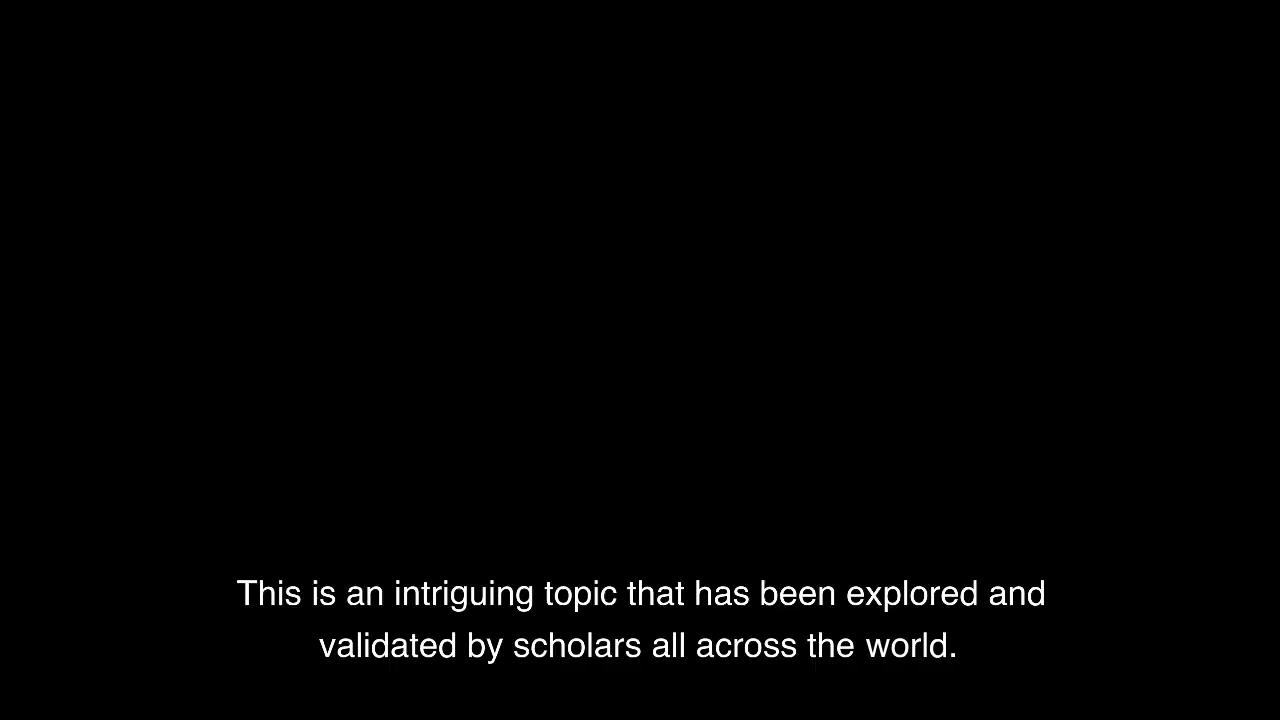 This is an intriguing topic that has been explored and
validated by scholars all across the world.